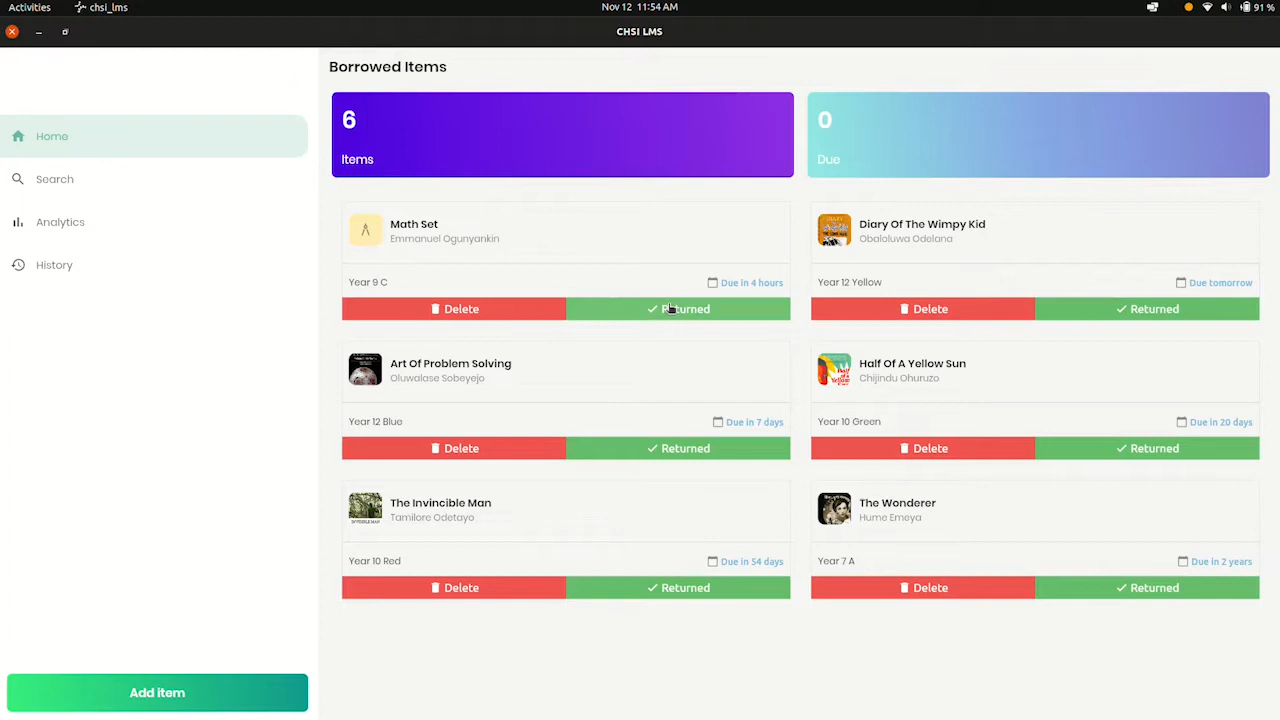 Activities
chsi_lms
Nov 12 11:54 AM
91 %
CHSI LMS
Borrowed Items
Home
Search
Analytics
History
Add item
6
Items
0
Due
Math Set
Emmanuel Ogunyankin
Year 9 C
Due in 4 hours
Delete
Returned
Diary Of The Wimpy Kid
Obaloluwa Odelana
Year 12 Yellow
Due tomorrow
Delete
Returned
Art Of Problem Solving
Oluwalase Sobeyejo
Year 12 Blue
Due in 7 days
Delete
Returned
Half Of A Yellow Sun
Chijindu Ohuruzo
Year 10 Green
Due in 20 days
Delete
Returned
The Invincible Man
Tamilore Odetayo
Year 10 Red
Due in 54 days
Delete
Returned
The Wonderer
Hume Emeya
Year 7 A
Due in 2 years
Delete
Returned